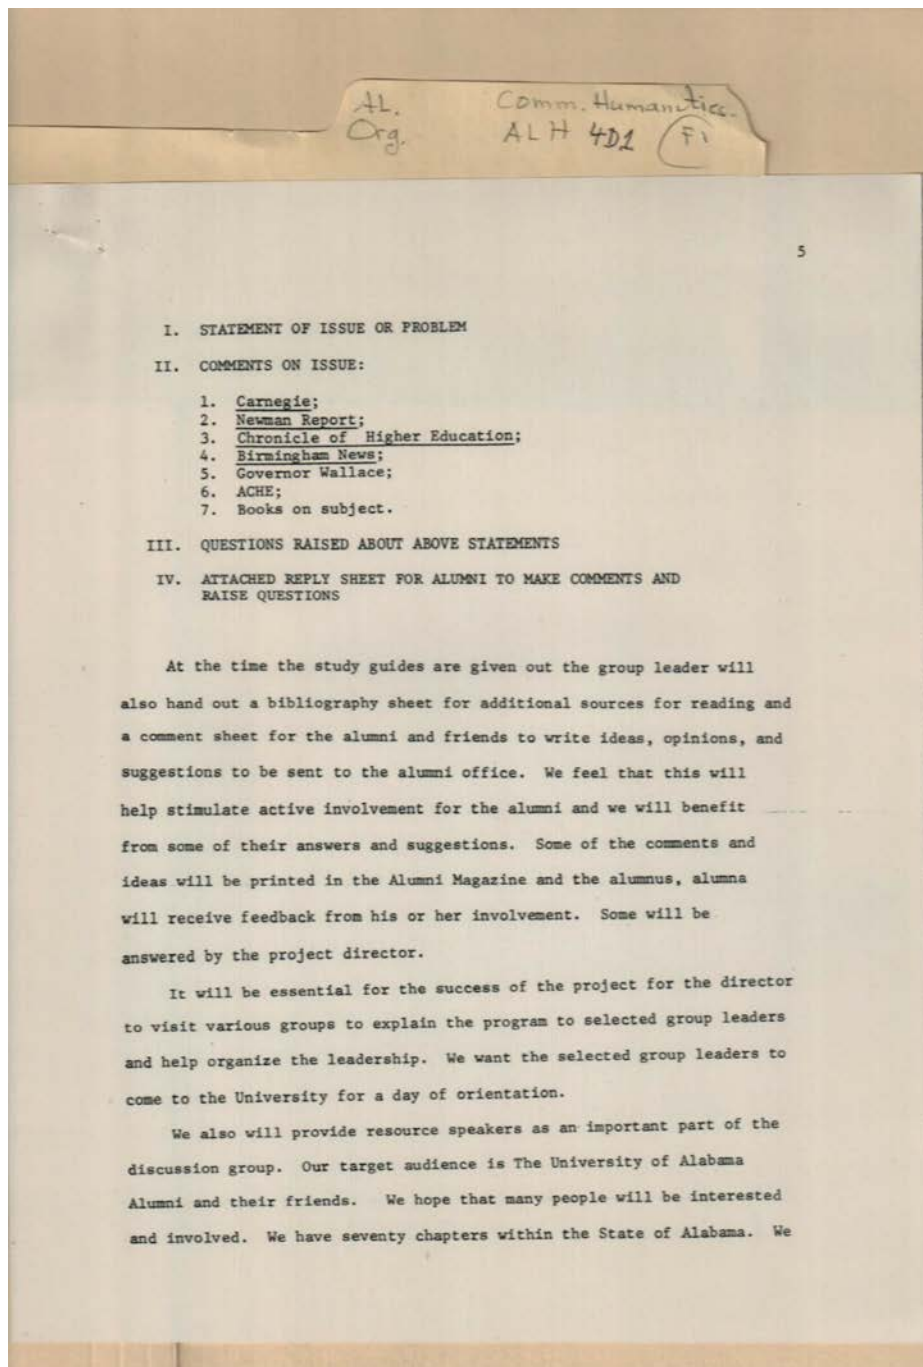 AL. Comm. Humanities.
Org. ALH 4D1 F1
5
I. STATEMENT OF ISSUE OR PROBLEM
II. COMMENTS ON ISSUE:
1. Carnegie;
2. Newman Report;
3. Chronicle of Higher Education;
4. Birmingham News;
5. Governor Wallace;
6. ACHE;
7. Books on subject.
III. QUESTIONS RAISED ABOUT ABOVE STATEMENTS
IV. ATTACHED REPLY SHEET FOR ALUMNI TO MAKE COMMENTS AND
RAISE QUESTIONS
At the time the study guides are given out the group leader will
also hand out a bibliography sheet for additional sources for reading and
a comment sheet for the alumni and friends to write ideas, opinions, and
suggestions to be sent to the alumni office. We feel that this will
help stimulate active involvement for the alumni and we will benefit
from some of their answers and suggestions. Some of the comments and
ideas will be printed in the Alumni Magazine and the alumnus, alumna
will receive feedback from his or her involvement. Some will be
answered by the project director.
It will be essential for the success of the project for the director
to visit various groups to explain the program to selected group leaders
and help organize the leadership. We want the selected group leaders to
come to the University for a day of orientation.
We also will provide resource speakers as an important part of the
discussion group. Our target audience is The University of Alabama
Alumni and their friends. We hope that many people will be interested
and involved. We have seventy chapters within the State of Alabama. We